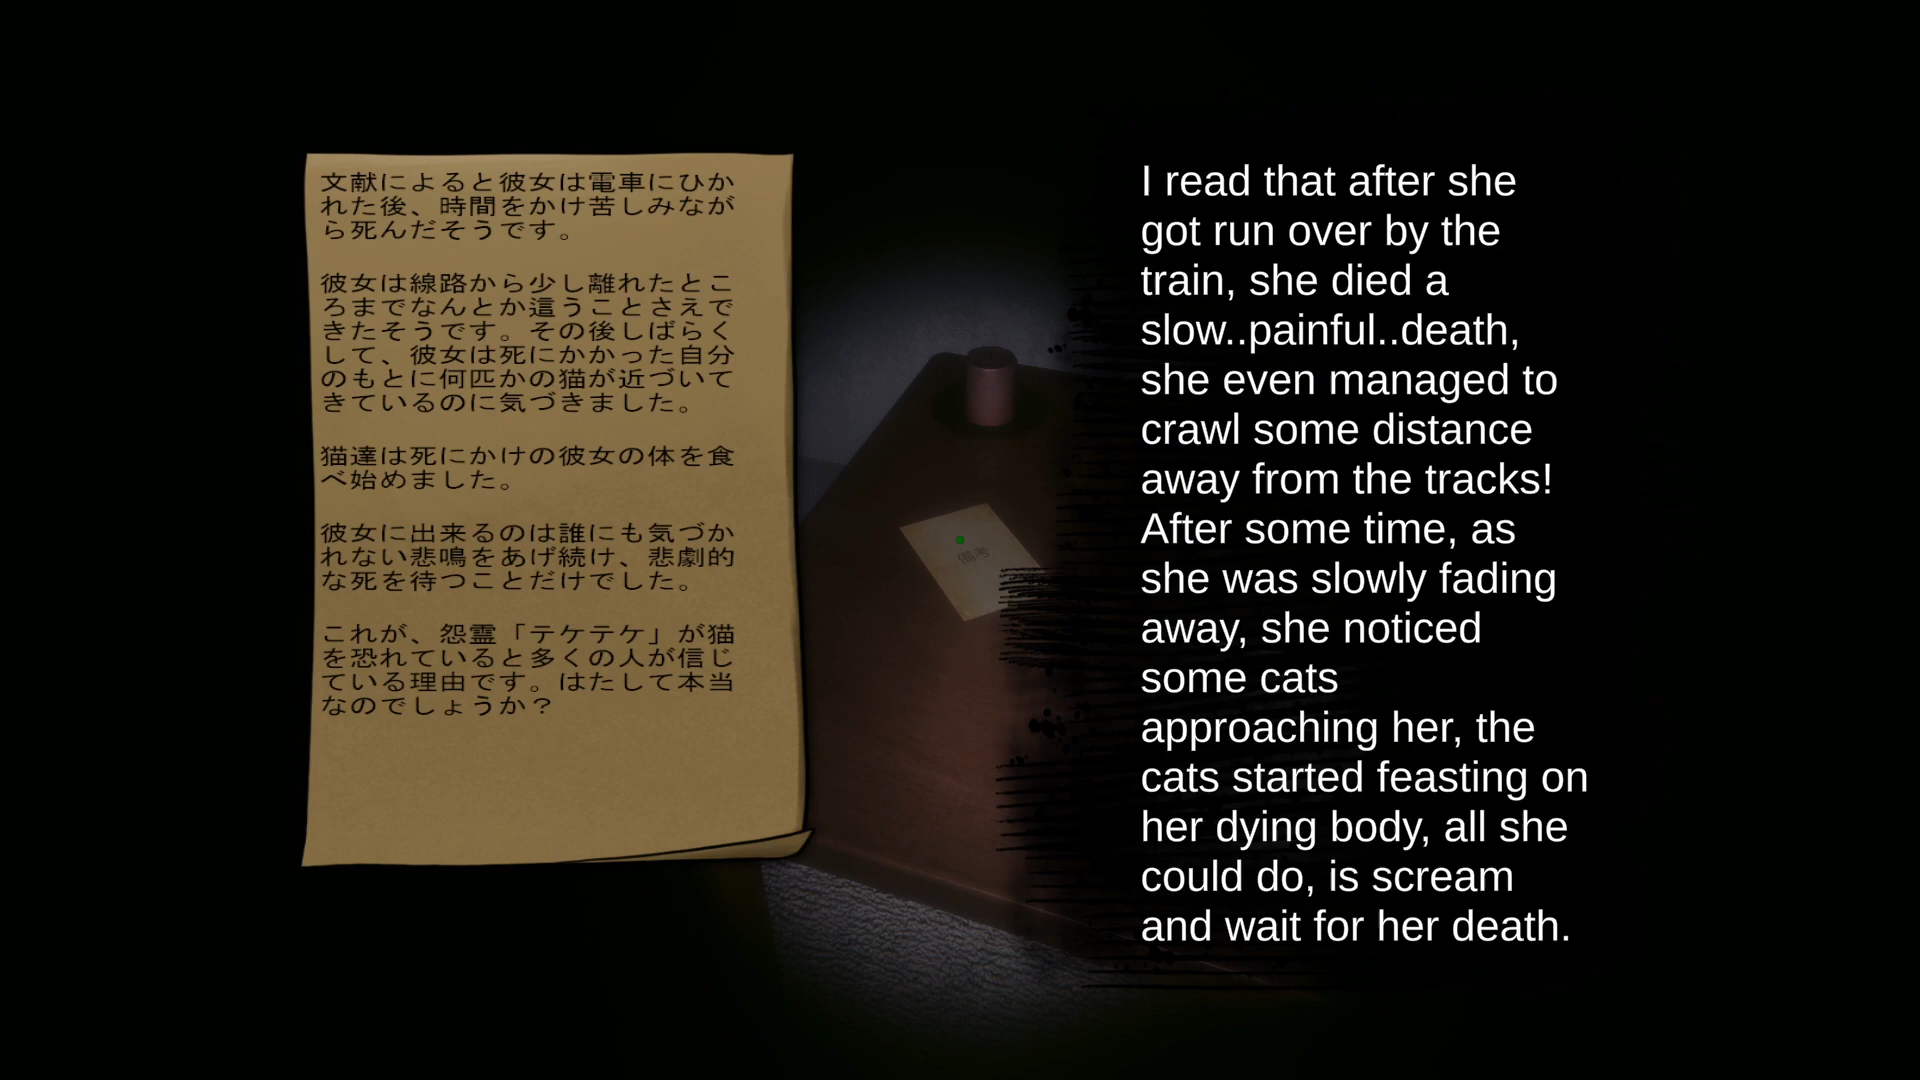 文献によると彼女は電車にひか
れた後、時間をかけ苦しみなが
ら死んだそうです。
彼女は線路から少し離れたとこ
ろまでなんとか這うことさえで
きたそうです。その後しばらく
して、彼女は死にかかった自分
のもとに何匹かの猫が近づいて
きているのに気づきました。
猫達は死にかけの彼女の体を食
べ始めました。
彼女に出来るのは誰にも気づか
れない悲鳴をあげ続け、悲劇的
な死を待つことだけでした。
これが、怨霊「テケテケ」が猫
を恐れていると多くの人が信じ
ている理由です。はたして本当
なのでしょうか？
備考
I read that after she
got run over by the
train, she died a
slow..painful..death,
she even managed to
crawl some distance
away from the tracks!
After some time, as
she was slowly fading
away, she noticed
some cats
approaching her, the
cats started feasting on
her dying body, all she
could do, is scream
and wait for her death.